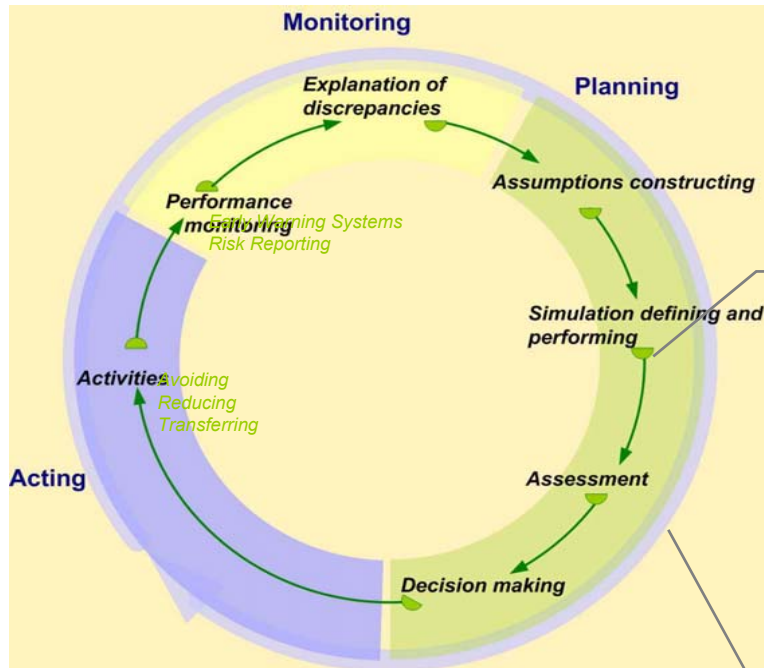 Monitoring
Explanation of
discrepancies
Planning
Assumptions constructing
Performance
monitoring
Early Warning Systems
Risk Reporting
Simulation defining and
performing
Activities
Avoiding
Reducing
Transferring
Acting
Assessment
Decision making